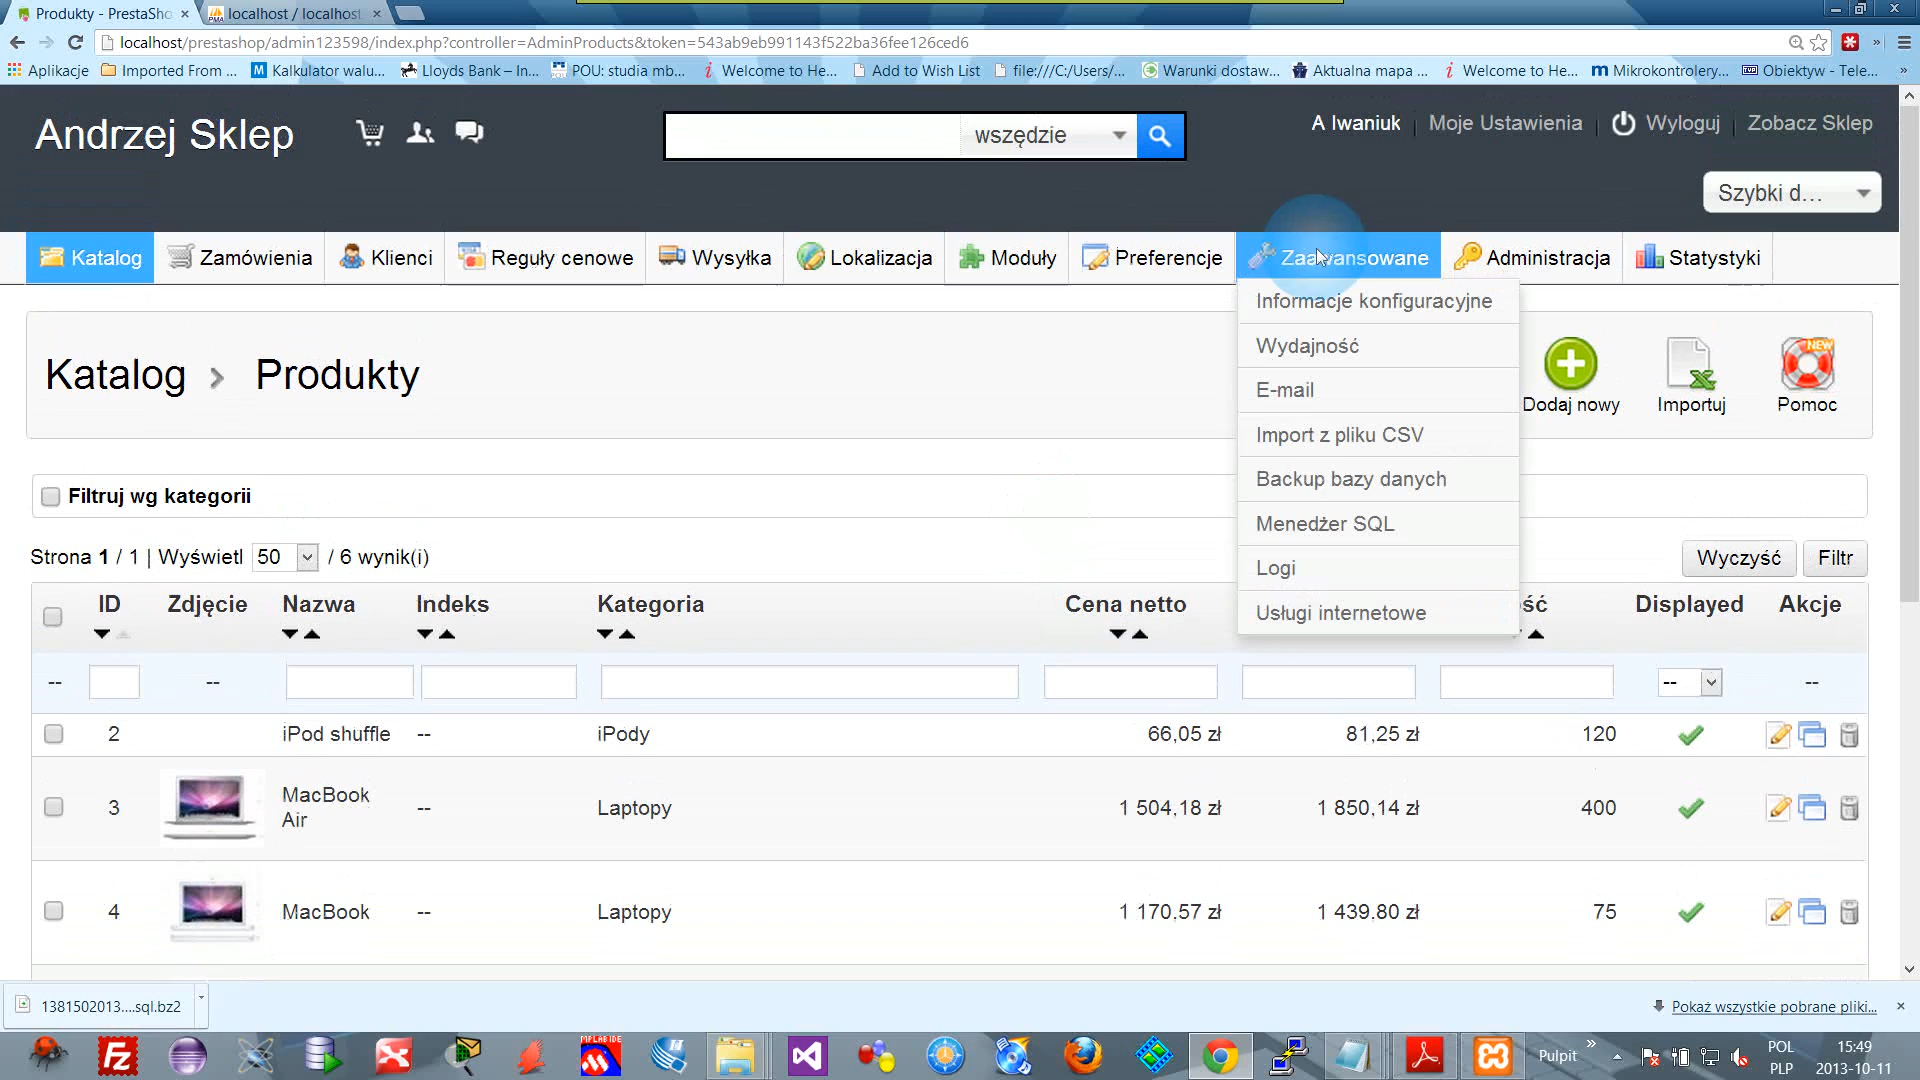 Produkty - PrestaSho
localhost / localhost
localhost/prestashop/admin123598/index.php?controller=AdminProducts&token=543ab9eb991143f522ba36fee126ced6
Aplikacje Imported From ... Kalkulator walu... Lloyds Bank – In... POU: studia mb... Welcome to He... Add to Wish List file:///C:/Users/... Warunki dostaw... Aktualna mapa ... Welcome to He... Mikrokontrolery... Obiektyw - Tele... »
Andrzej Sklep
wszędzie
A Iwaniuk Moje Ustawienia Wyloguj Zobacz Sklep
Szybki d...
Katalog Zamówienia Klienci Reguły cenowe Wysyłka Lokalizacja Moduły Preferencje Zaawansowane Administracja Statystyki
Informacje konfiguracyjne
Wydajność
E-mail
Import z pliku CSV
Backup bazy danych
Menedżer SQL
Logi
Usługi internetowe
Katalog > Produkty
Dodaj nowy Importuj Pomoc
NEW
Filtruj wg kategorii
Strona 1 / 1 | Wyświetl 50 / 6 wynik(i)
Wyczyść Filtr
ID Zdjęcie Nazwa Indeks Kategoria Cena netto ść Displayed Akcje
-- -- -- --
2 iPod shuffle -- iPody 66,05 zł 81,25 zł 120
3 MacBook Air -- Laptopy 1 504,18 zł 1 850,14 zł 400
4 MacBook -- Laptopy 1 170,57 zł 1 439,80 zł 75
1381502013....sql.bz2
Pokaż wszystkie pobrane pliki...
Fz
MPLAB IDE
Pulpit »
POL
PLP
15:49
2013-10-11